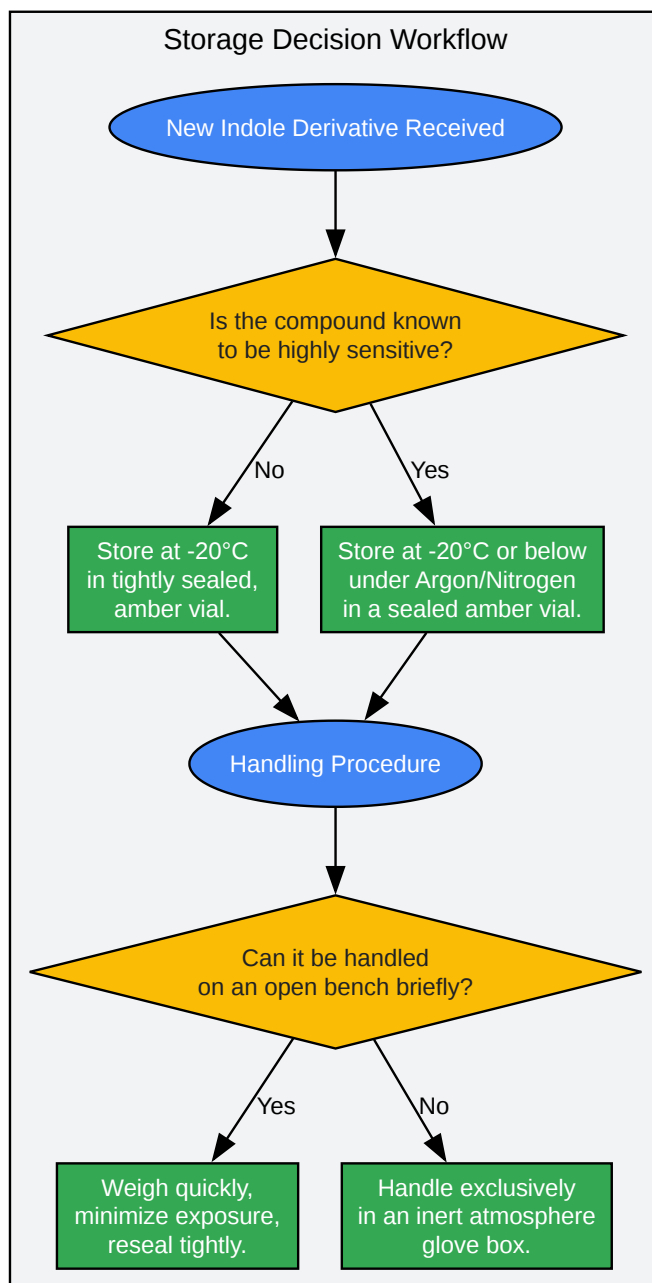 Storage Decision Workflow
New Indole Derivative Received
Is the compound known
to be highly sensitive?
No
Yes
Store at -20°C
in tightly sealed,
amber vial.
Store at -20°C or below
under Argon/Nitrogen
in a sealed amber vial.
Handling Procedure
Can it be handled
on an open bench briefly?
Yes
No
Weigh quickly,
minimize exposure,
reseal tightly.
Handle exclusively
in an inert atmosphere
glove box.